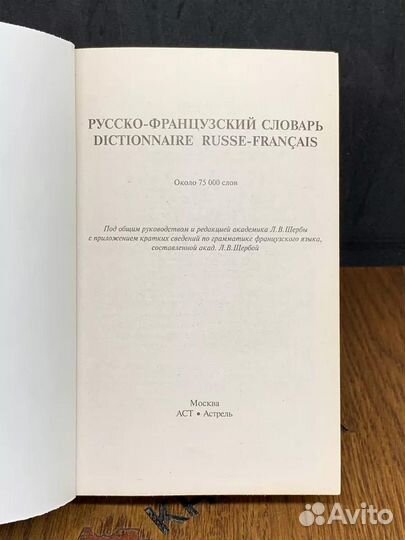 РУССКО-ФРАНЦУЗСКИЙ СЛОВАРЬ
DICTIONNAIRE RUSSE-FRANÇAIS
Около 75 000 слов
Под общим руководством и редакцией академика Л.В.Щербы
с приложением кратких сведений по грамматике французского языка,
составленной акад. Л.В.Щербой
Москва
АСТ • Астрель
Avito